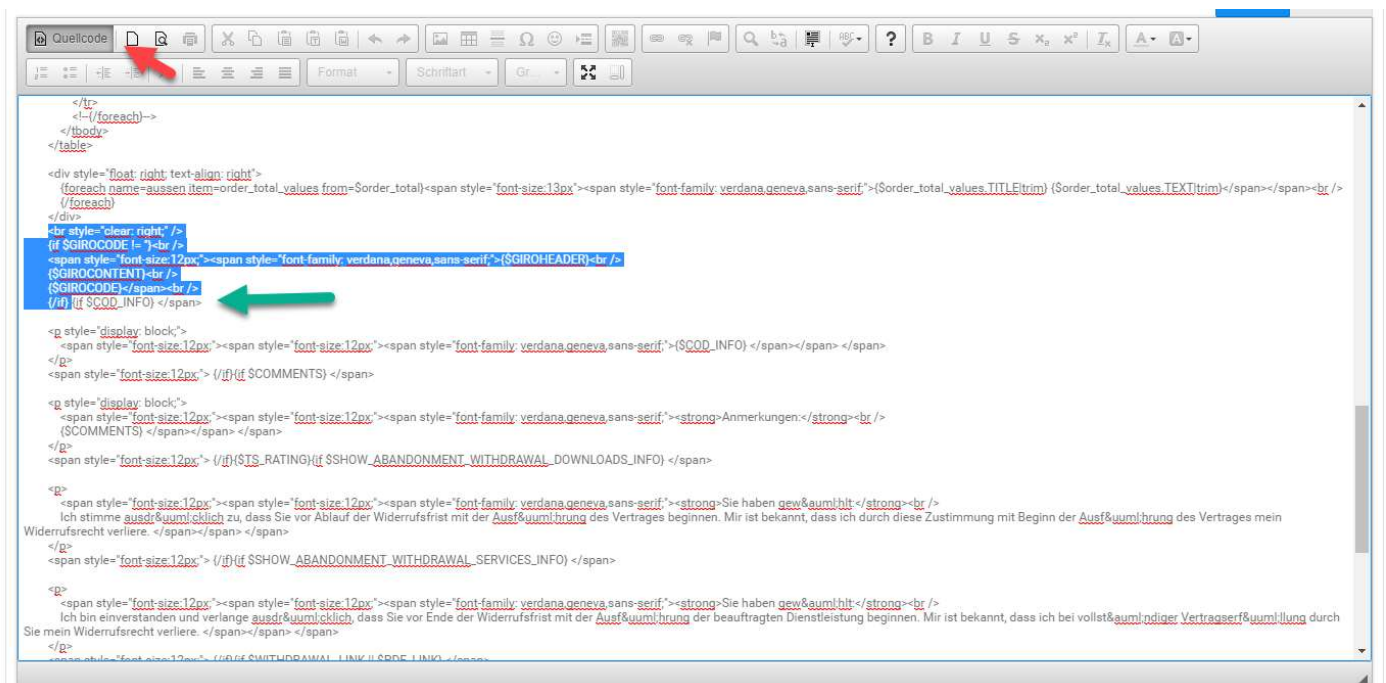 Quellcode
B I U S x₂ x² Iₓ A
Format Schriftart Gr...
</tr>
<!--{/foreach}-->
</tbody>
</table>
<div style="float: right; text-align: right">
{foreach name=aussen item=order_total_values from=$order_total}<span style="font-size:13px"><span style="font-family: verdana,geneva,sans-serif;">{$order_total_values.TITLE|trim} {$order_total_values.TEXT|trim}</span></span><br />
{/foreach}
</div>
<br style="clear: right;" />
{if $GIROCODE != ''}<br />
<span style="font-size:12px;"><span style="font-family: verdana,geneva,sans-serif;">{$GIROHEADER}<br />
{$GIROCONTENT}<br />
{$GIROCODE}</span><br />
{/if} {if $COD_INFO} </span>
<p style="display: block;">
<span style="font-size:12px;"><span style="font-size:12px;"><span style="font-family: verdana,geneva,sans-serif;">{$COD_INFO} </span></span> </span>
</p>
<span style="font-size:12px;"> {/if}{if $COMMENTS} </span>
<p style="display: block;">
<span style="font-size:12px;"><span style="font-size:12px;"><span style="font-family: verdana,geneva,sans-serif;"><strong>Anmerkungen:</strong><br />
{$COMMENTS} </span></span> </span>
</p>
<span style="font-size:12px;"> {/if}{$TS_RATING}{if $SHOW_ABANDONMENT_WITHDRAWAL_DOWNLOADS_INFO} </span>
<p>
<span style="font-size:12px;"><span style="font-size:12px;"><span style="font-family: verdana,geneva,sans-serif;"><strong>Sie haben gew&auml;hlt:</strong><br />
Ich stimme ausdr&uuml;cklich zu, dass Sie vor Ablauf der Widerrufsfrist mit der Ausf&uuml;hrung des Vertrages beginnen. Mir ist bekannt, dass ich durch diese Zustimmung mit Beginn der Ausf&uuml;hrung des Vertrages mein
Widerrufsrecht verliere. </span></span> </span>
</p>
<span style="font-size:12px;"> {/if}{if $SHOW_ABANDONMENT_WITHDRAWAL_SERVICES_INFO} </span>
<p>
<span style="font-size:12px;"><span style="font-size:12px;"><span style="font-family: verdana,geneva,sans-serif;"><strong>Sie haben gew&auml;hlt:</strong><br />
Ich bin einverstanden und verlange ausdr&uuml;cklich, dass Sie vor Ende der Widerrufsfrist mit der Ausf&uuml;hrung der beauftragten Dienstleistung beginnen. Mir ist bekannt, dass ich bei vollst&auml;ndiger Vertragserf&uuml;llung durch
Sie mein Widerrufsrecht verliere. </span></span> </span>
</p>
<span style="font-size:12px;"> {/if}{if $WITHDRAWAL_LINK || $PDF_LINK} </span>